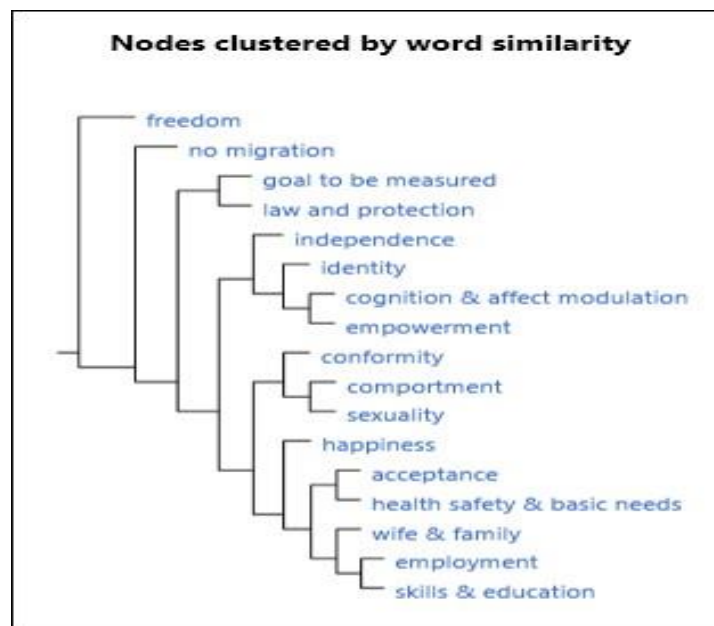 Nodes clustered by word similarity
freedom
no migration
goal to be measured
law and protection
independence
identity
cognition & affect modulation
empowerment
conformity
comportment
sexuality
happiness
acceptance
health safety & basic needs
wife & family
employment
skills & education